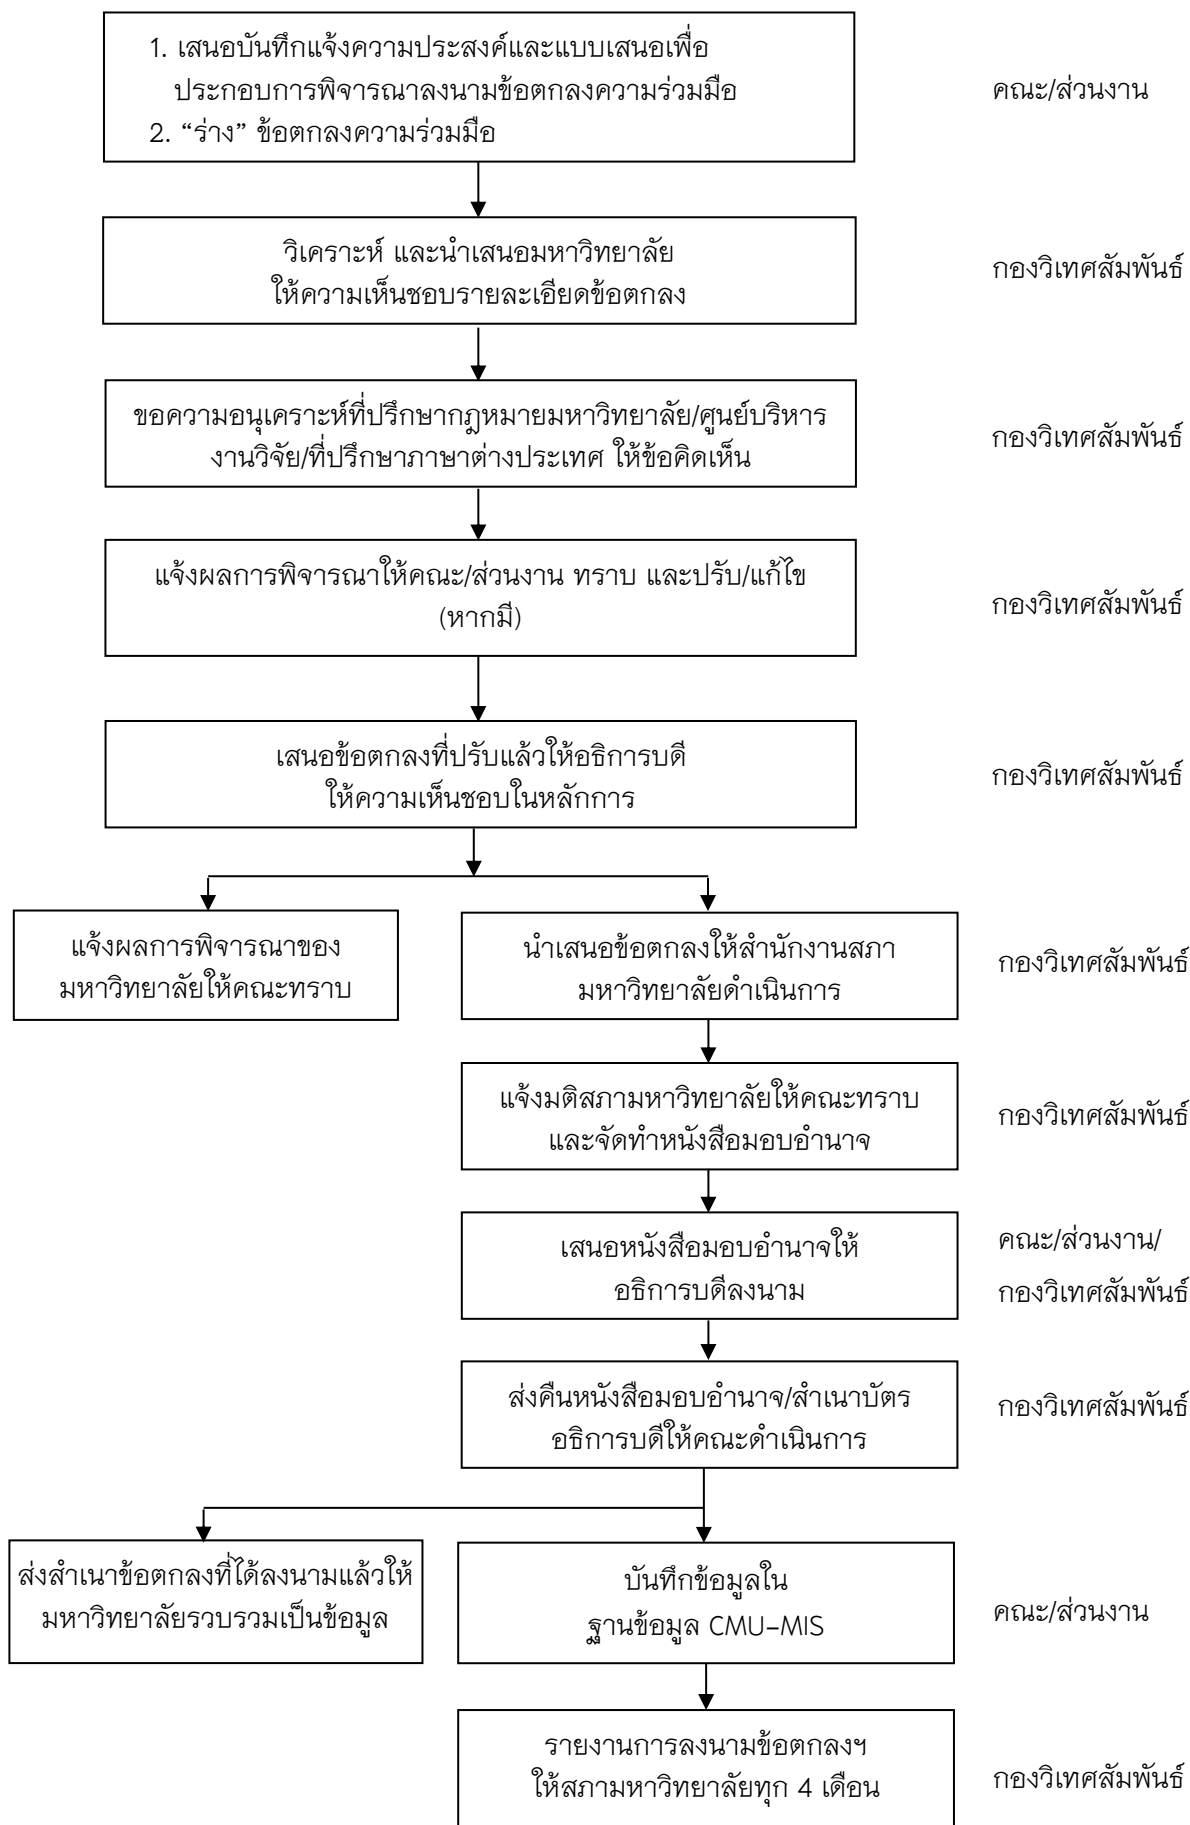 1. เสนอบันทึกแจ้งความประสงค์และแบบเสนอเพื่อ
ประกอบการพิจารณาลงนามข้อตกลงความร่วมมือ
2. “ร่าง” ข้อตกลงความร่วมมือ
คณะ/ส่วนงาน
วิเคราะห์ และนำเสนอมหาวิทยาลัย
ให้ความเห็นชอบรายละเอียดข้อตกลง
กองวิเทศสัมพันธ์
ขอความอนุเคราะห์ที่ปรึกษากฎหมายมหาวิทยาลัย/ศูนย์บริหาร
งานวิจัย/ที่ปรึกษาภาษาต่างประเทศ ให้ข้อคิดเห็น
กองวิเทศสัมพันธ์
แจ้งผลการพิจารณาให้คณะ/ส่วนงาน ทราบ และปรับ/แก้ไข
(หากมี)
กองวิเทศสัมพันธ์
เสนอข้อตกลงที่ปรับแล้วให้อธิการบดี
ให้ความเห็นชอบในหลักการ
กองวิเทศสัมพันธ์
แจ้งผลการพิจารณาของ
มหาวิทยาลัยให้คณะทราบ
นำเสนอข้อตกลงให้สำนักงานสภา
มหาวิทยาลัยดำเนินการ
กองวิเทศสัมพันธ์
แจ้งมติสภามหาวิทยาลัยให้คณะทราบ
และจัดทำหนังสือมอบอำนาจ
กองวิเทศสัมพันธ์
เสนอหนังสือมอบอำนาจให้
อธิการบดีลงนาม
คณะ/ส่วนงาน/
กองวิเทศสัมพันธ์
ส่งคืนหนังสือมอบอำนาจ/สำเนาบัตร
อธิการบดีให้คณะดำเนินการ
กองวิเทศสัมพันธ์
ส่งสำเนาข้อตกลงที่ได้ลงนามแล้วให้
มหาวิทยาลัยรวบรวมเป็นข้อมูล
บันทึกข้อมูลใน
ฐานข้อมูล CMU-MIS
คณะ/ส่วนงาน
รายงานการลงนามข้อตกลงฯ
ให้สภามหาวิทยาลัยทุก 4 เดือน
กองวิเทศสัมพันธ์